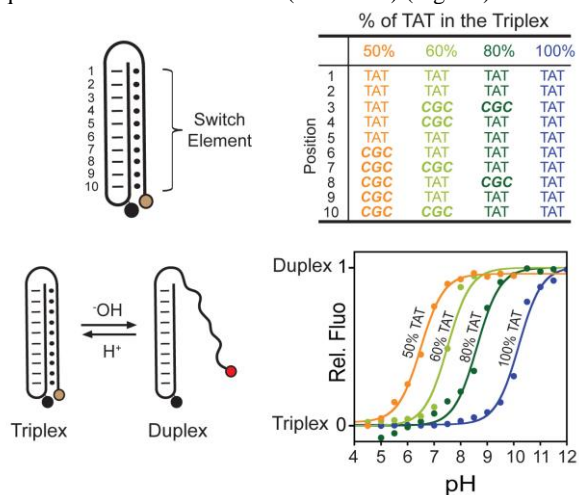 % of TAT in the Triplex
50% 60% 80% 100%
Position
1 TAT TAT TAT TAT
2 TAT TAT TAT TAT
3 TAT CGC CGC TAT
4 TAT CGC TAT TAT
5 TAT TAT TAT TAT
6 CGC TAT TAT TAT
7 CGC CGC TAT TAT
8 CGC TAT CGC TAT
9 CGC TAT TAT TAT
10 CGC CGC TAT TAT
1
2
3
4
5
6
7
8
9
10
Switch
Element
-OH
H+
Triplex
Duplex
Duplex 1
Rel. Fluo
Triplex 0
50% TAT
60% TAT
80% TAT
100% TAT
4 5 6 7 8 9 10 11 12
pH